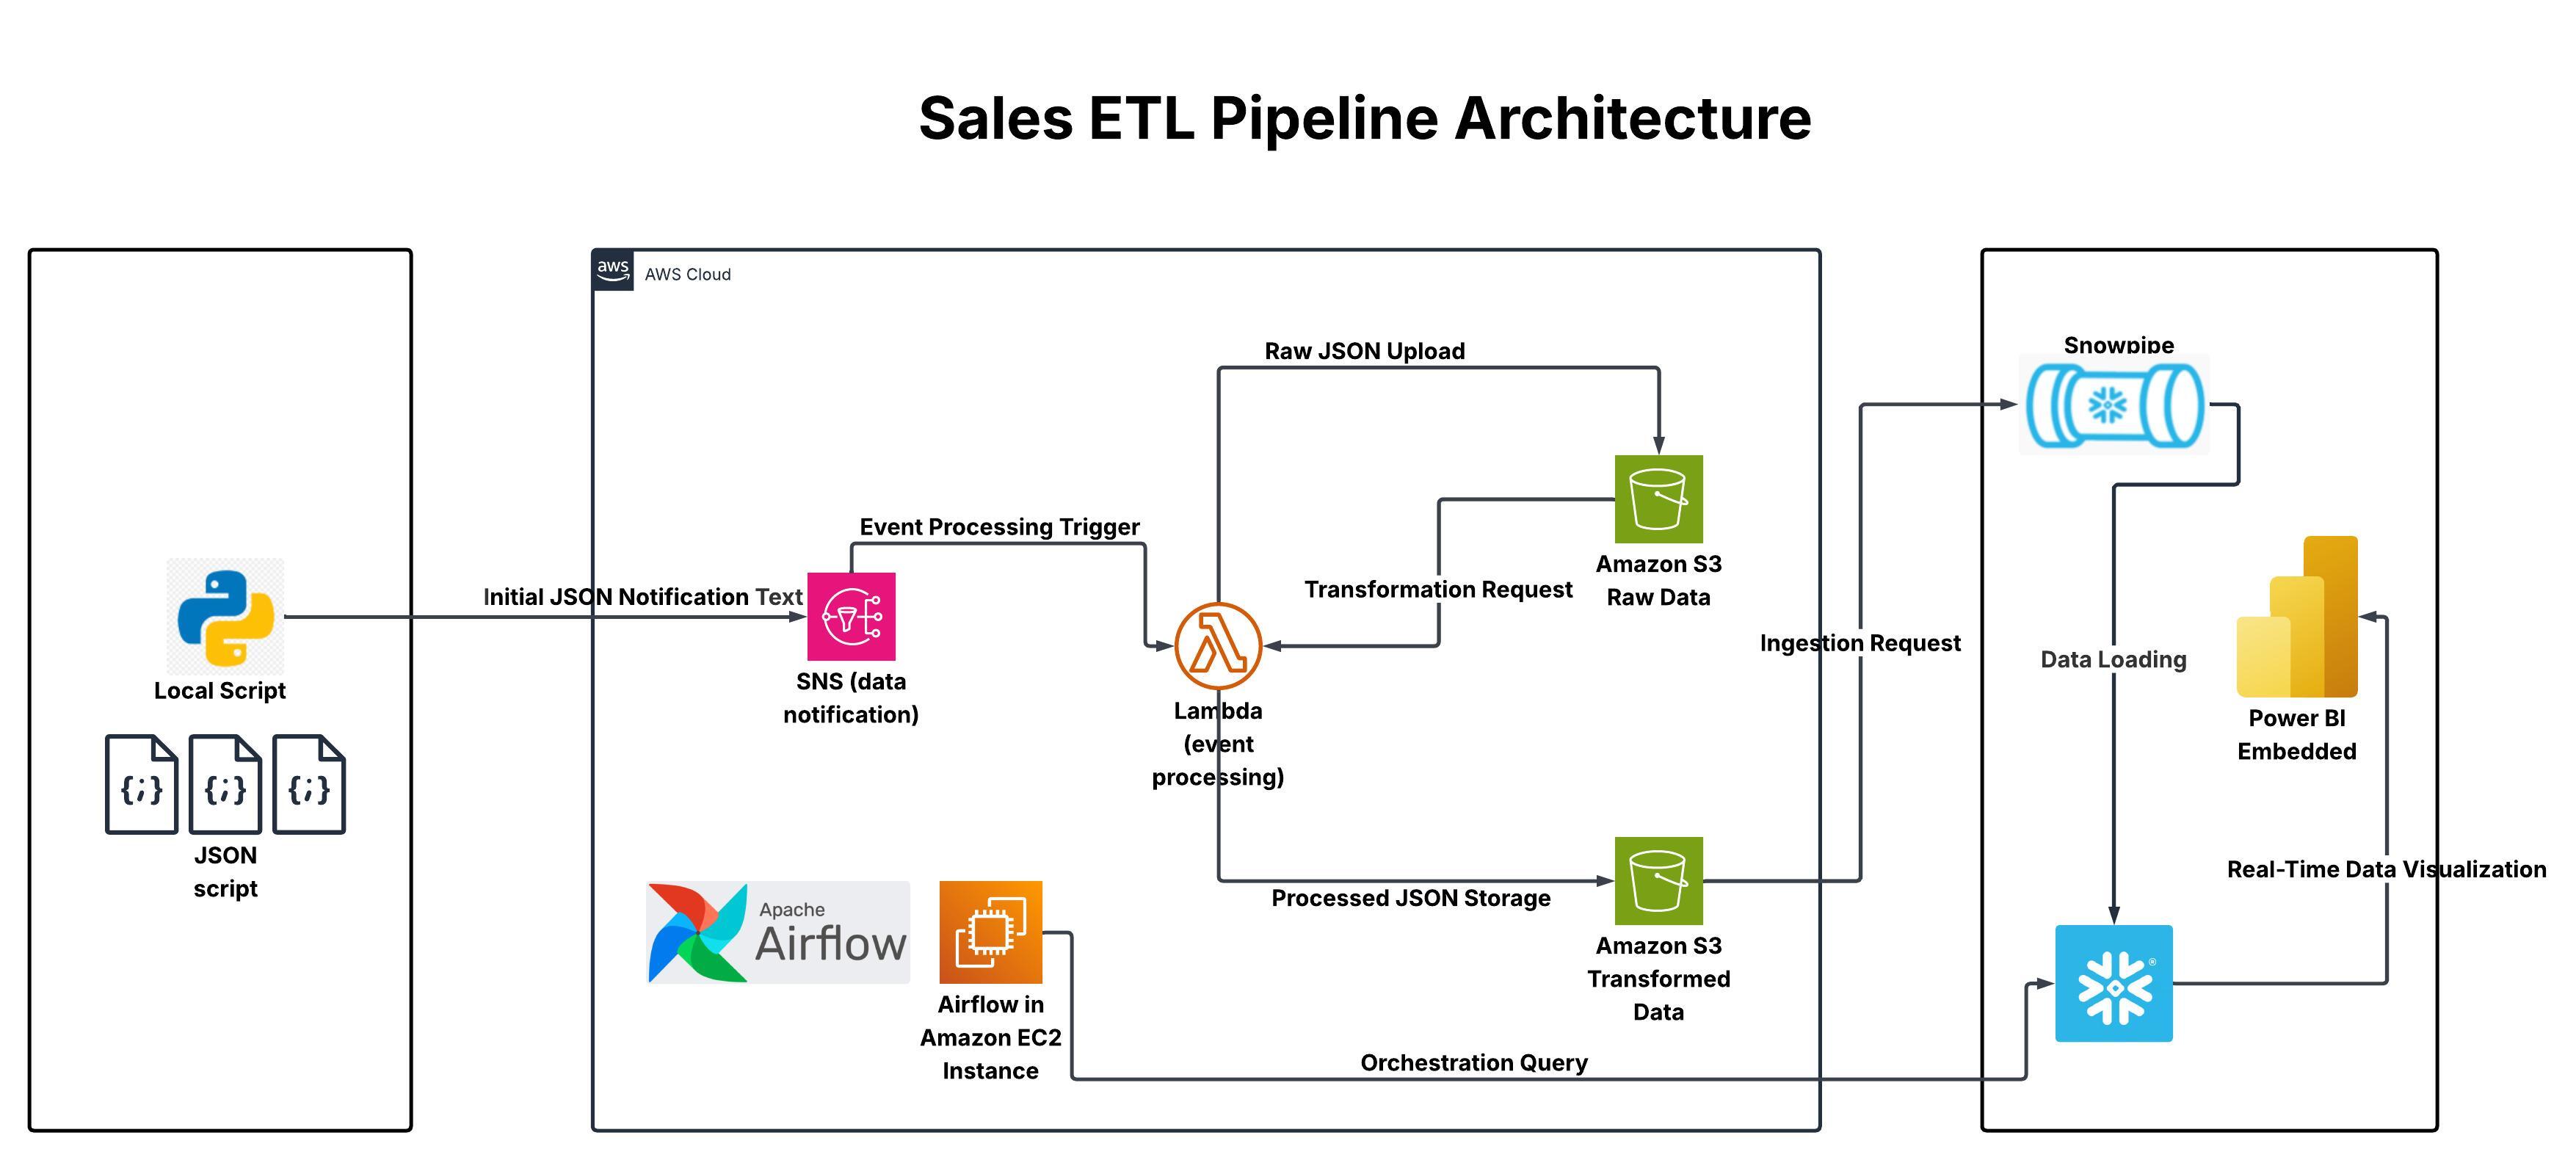 Sales ETL Pipeline Architecture
aws
AWS Cloud
Raw JSON Upload
Snowpipe
Event Processing Trigger
Initial JSON Notification Text
Transformation Request
Amazon S3
Raw Data
Ingestion Request
Data Loading
Local Script
SNS (data
notification)
Lambda
(event
processing)
Power BI
Embedded
{;}
{;}
{;}
JSON
script
Processed JSON Storage
Real-Time Data Visualization
Apache
Airflow
Amazon S3
Transformed
Data
®
Airflow in
Amazon EC2
Instance
Orchestration Query